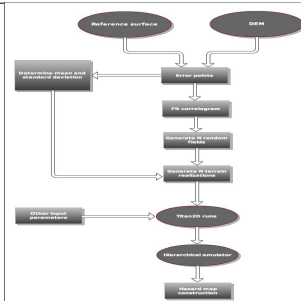 Reference surface
DEM
Determine mean and
standard deviation
Error points
Fit correlogram
Generate N random
fields
Generate N terrain
realizations
Other input
parameters
Titan2D runs
Hierarchical emulator
Hazard map
construction